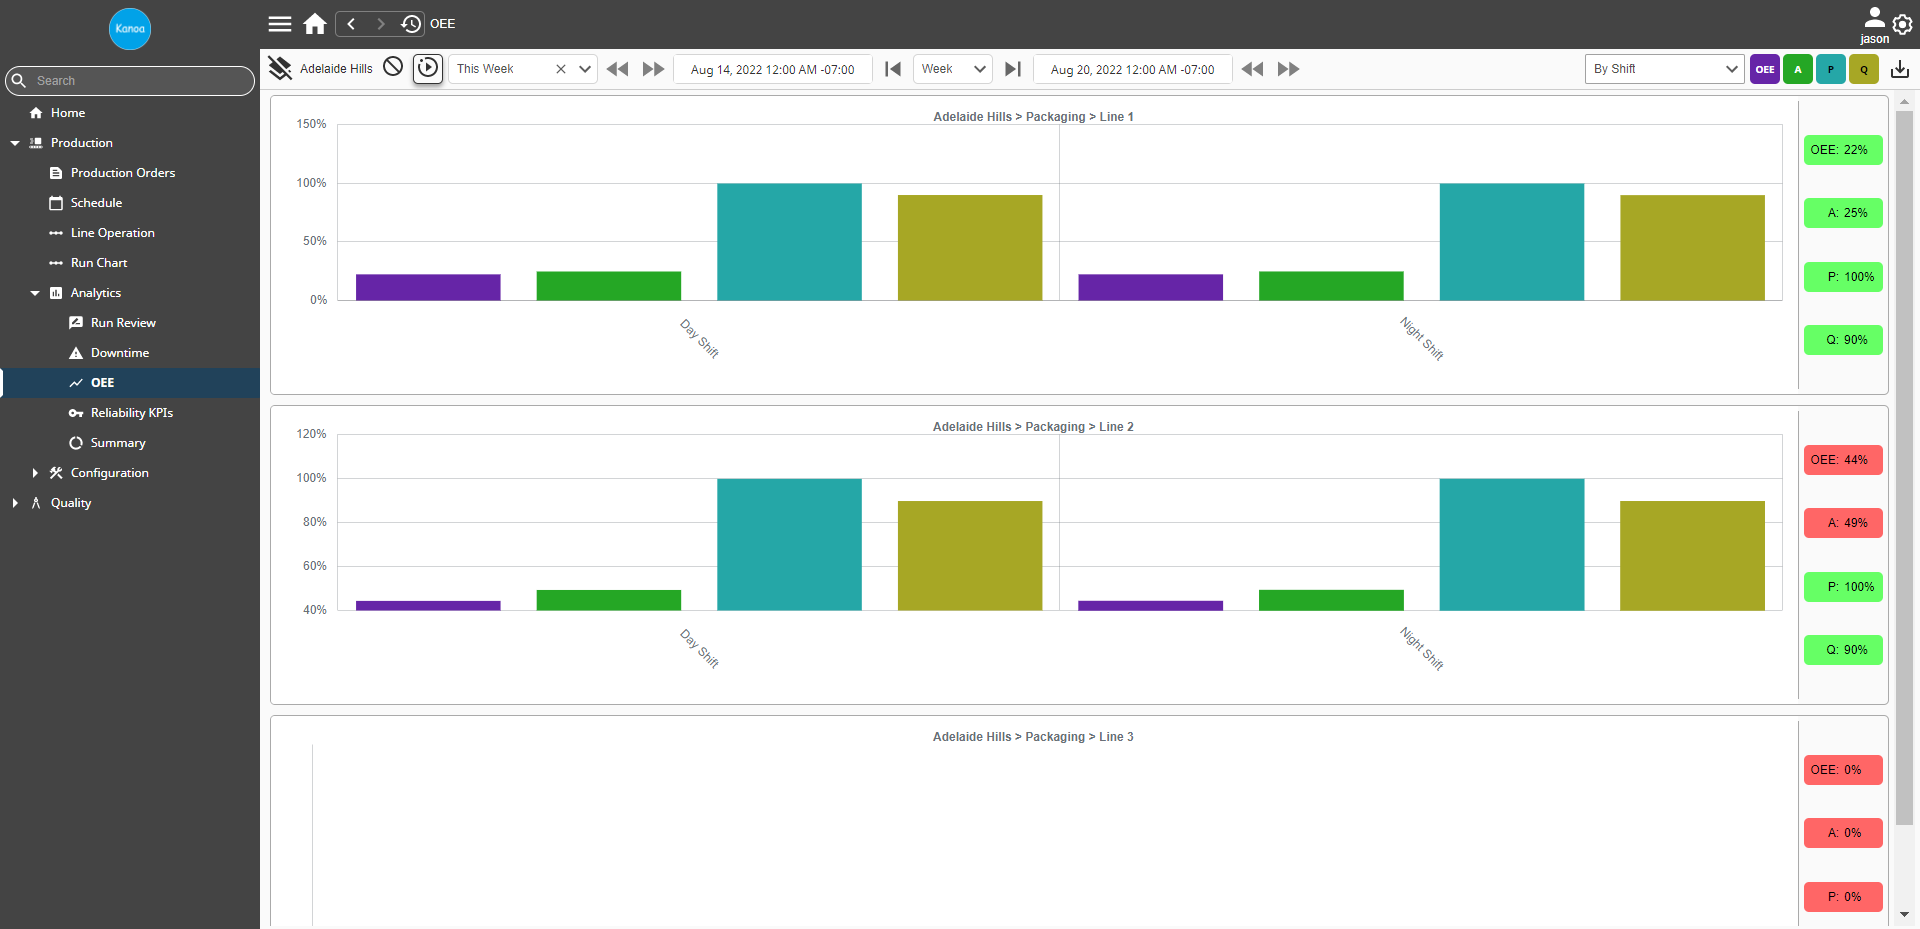 Kanoa
OEE
jason
Search
Home
Production
Production Orders
Schedule
Line Operation
Run Chart
Analytics
Run Review
Downtime
OEE
Reliability KPIs
Summary
Configuration
Quality
Adelaide Hills
This Week
Aug 14, 2022 12:00 AM -07:00
Week
Aug 20, 2022 12:00 AM -07:00
By Shift
OEE
A
P
Q
Adelaide Hills > Packaging > Line 1
150%
100%
50%
0%
Day Shift
Night Shift
OEE: 22%
A: 25%
P: 100%
Q: 90%
Adelaide Hills > Packaging > Line 2
120%
100%
80%
60%
40%
Day Shift
Night Shift
OEE: 44%
A: 49%
P: 100%
Q: 90%
Adelaide Hills > Packaging > Line 3
OEE: 0%
A: 0%
P: 0%